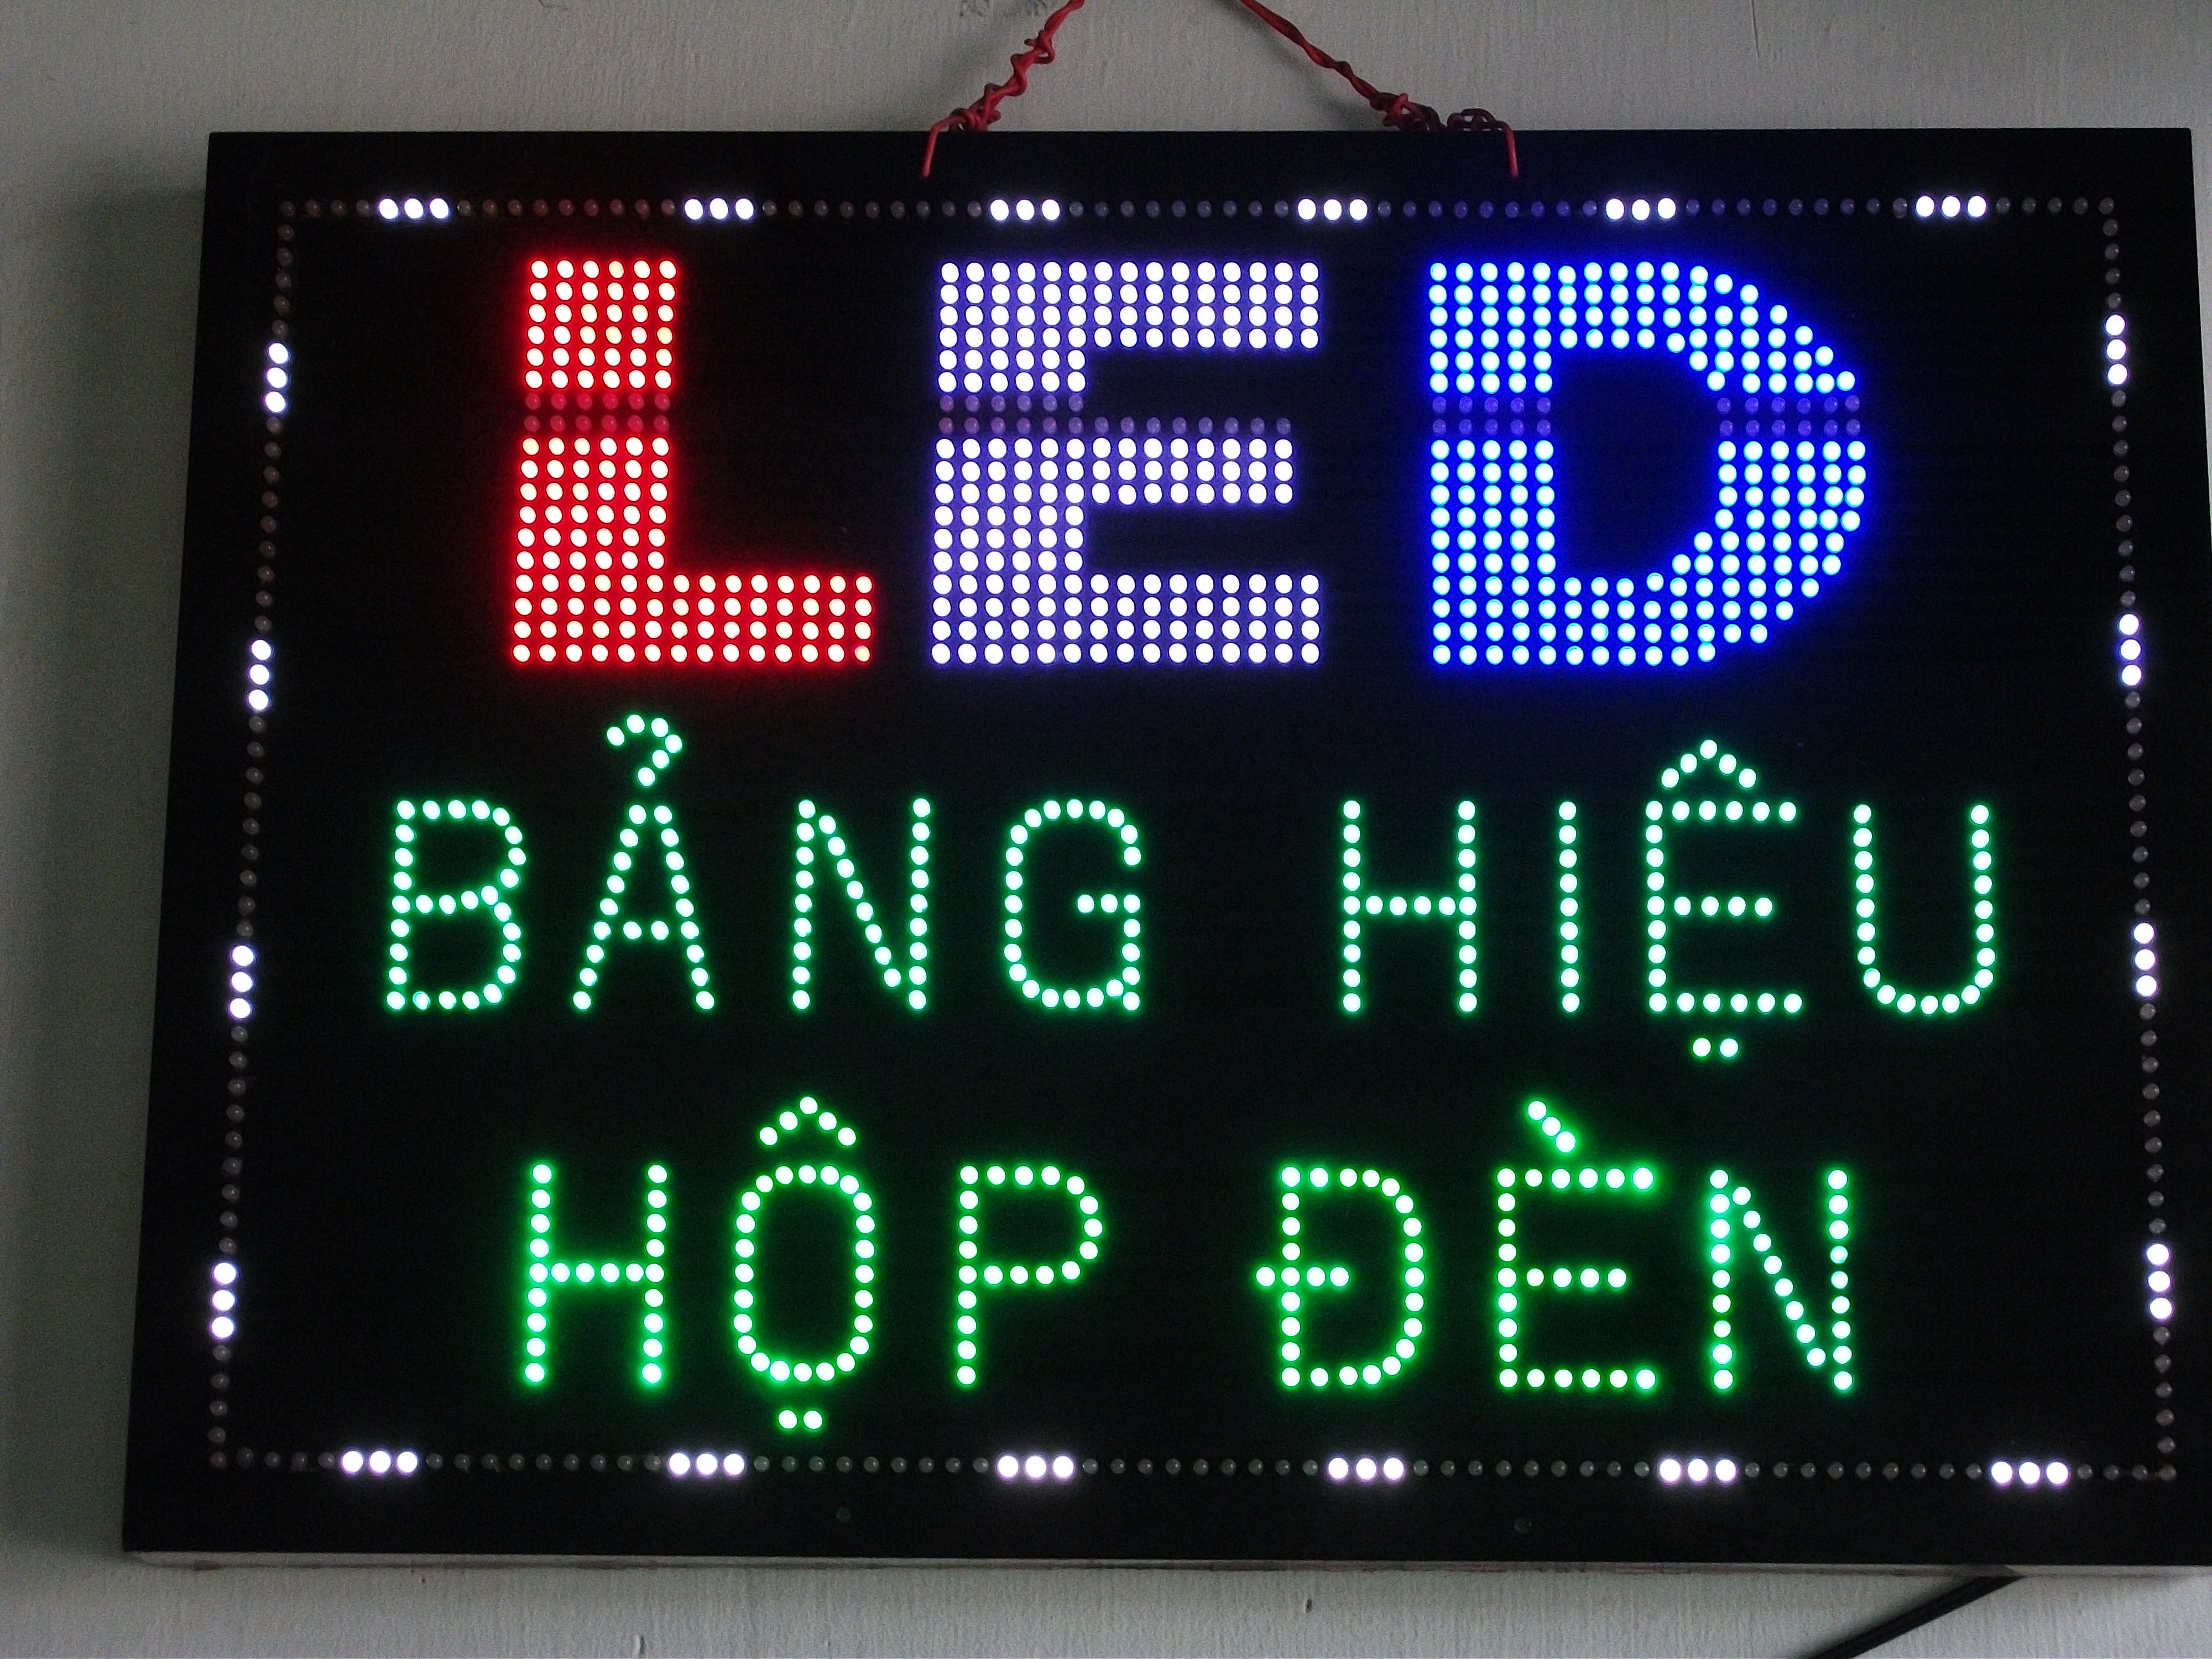 LED
BẢNG HIỆU
HỘP ĐÈN